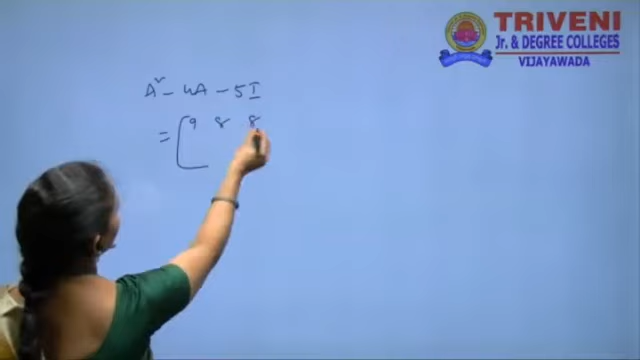 TRIVENI
Jr. & DEGREE COLLEGES
VIJAYAWADA
A² - 4A - 5I
= [9 8 8